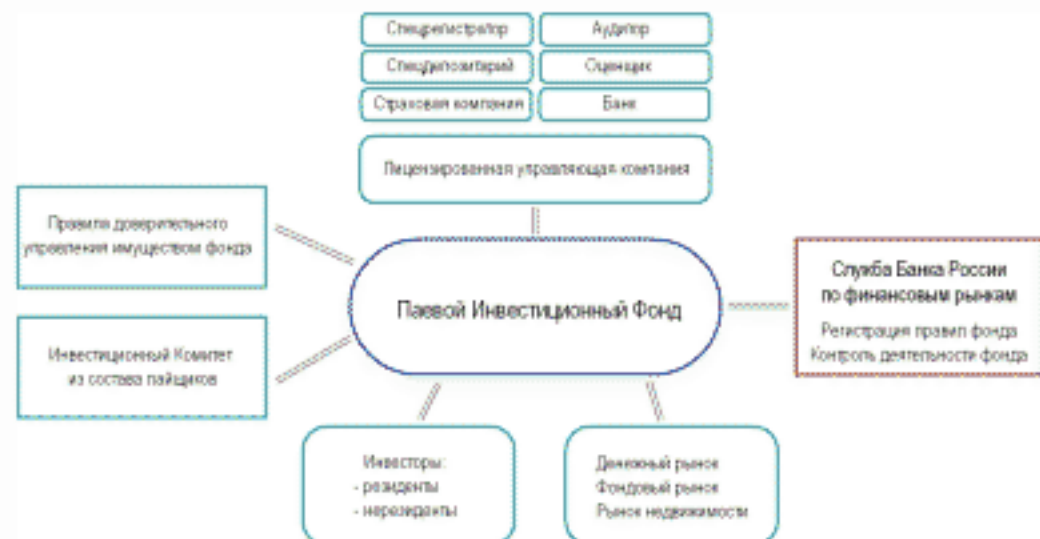 Спецрегистратор
Аудитор
Спецдепозитарий
Оценщик
Страховая компания
Банк
Лицензированная управляющая компания
Правила доверительного
управления имуществом фонда
Паевой Инвестиционный Фонд
Служба Банка России
по финансовым рынкам
Регистрация правил фонда
Контроль деятельности фонда
Инвестиционный Комитет
из состава пайщиков
Инвесторы:
- резиденты
- нерезиденты
Денежный рынок
Фондовый рынок
Рынок недвижимости